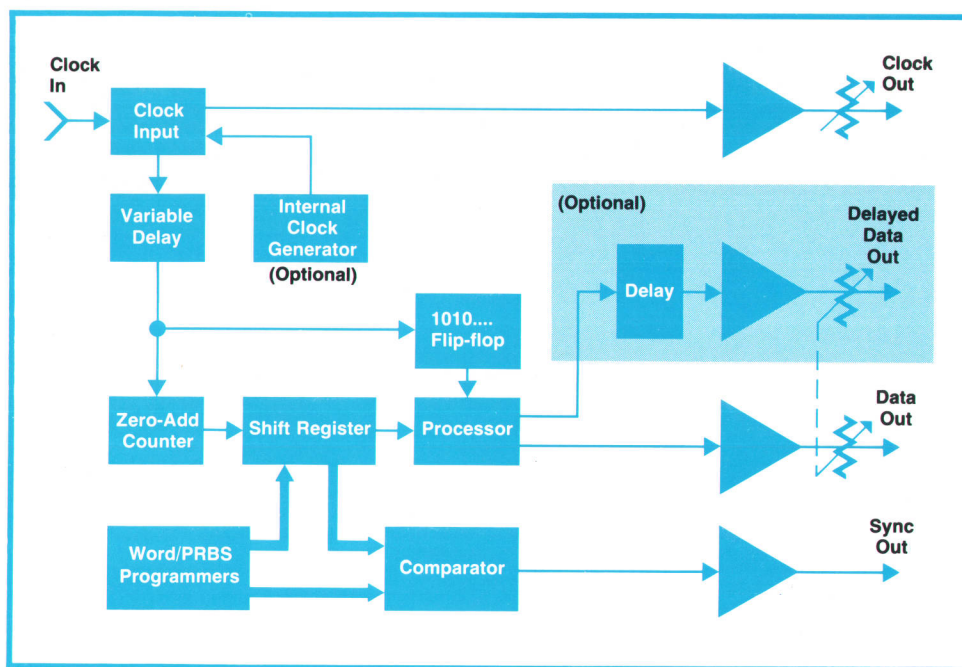 Clock
In
Clock
Input
Clock
Out
Variable
Delay
Internal
Clock
Generator
(Optional)
(Optional)
Delayed
Data
Out
Delay
1010....
Flip-flop
Zero-Add
Counter
Shift Register
Processor
Data
Out
Word/PRBS
Programmers
Comparator
Sync
Out